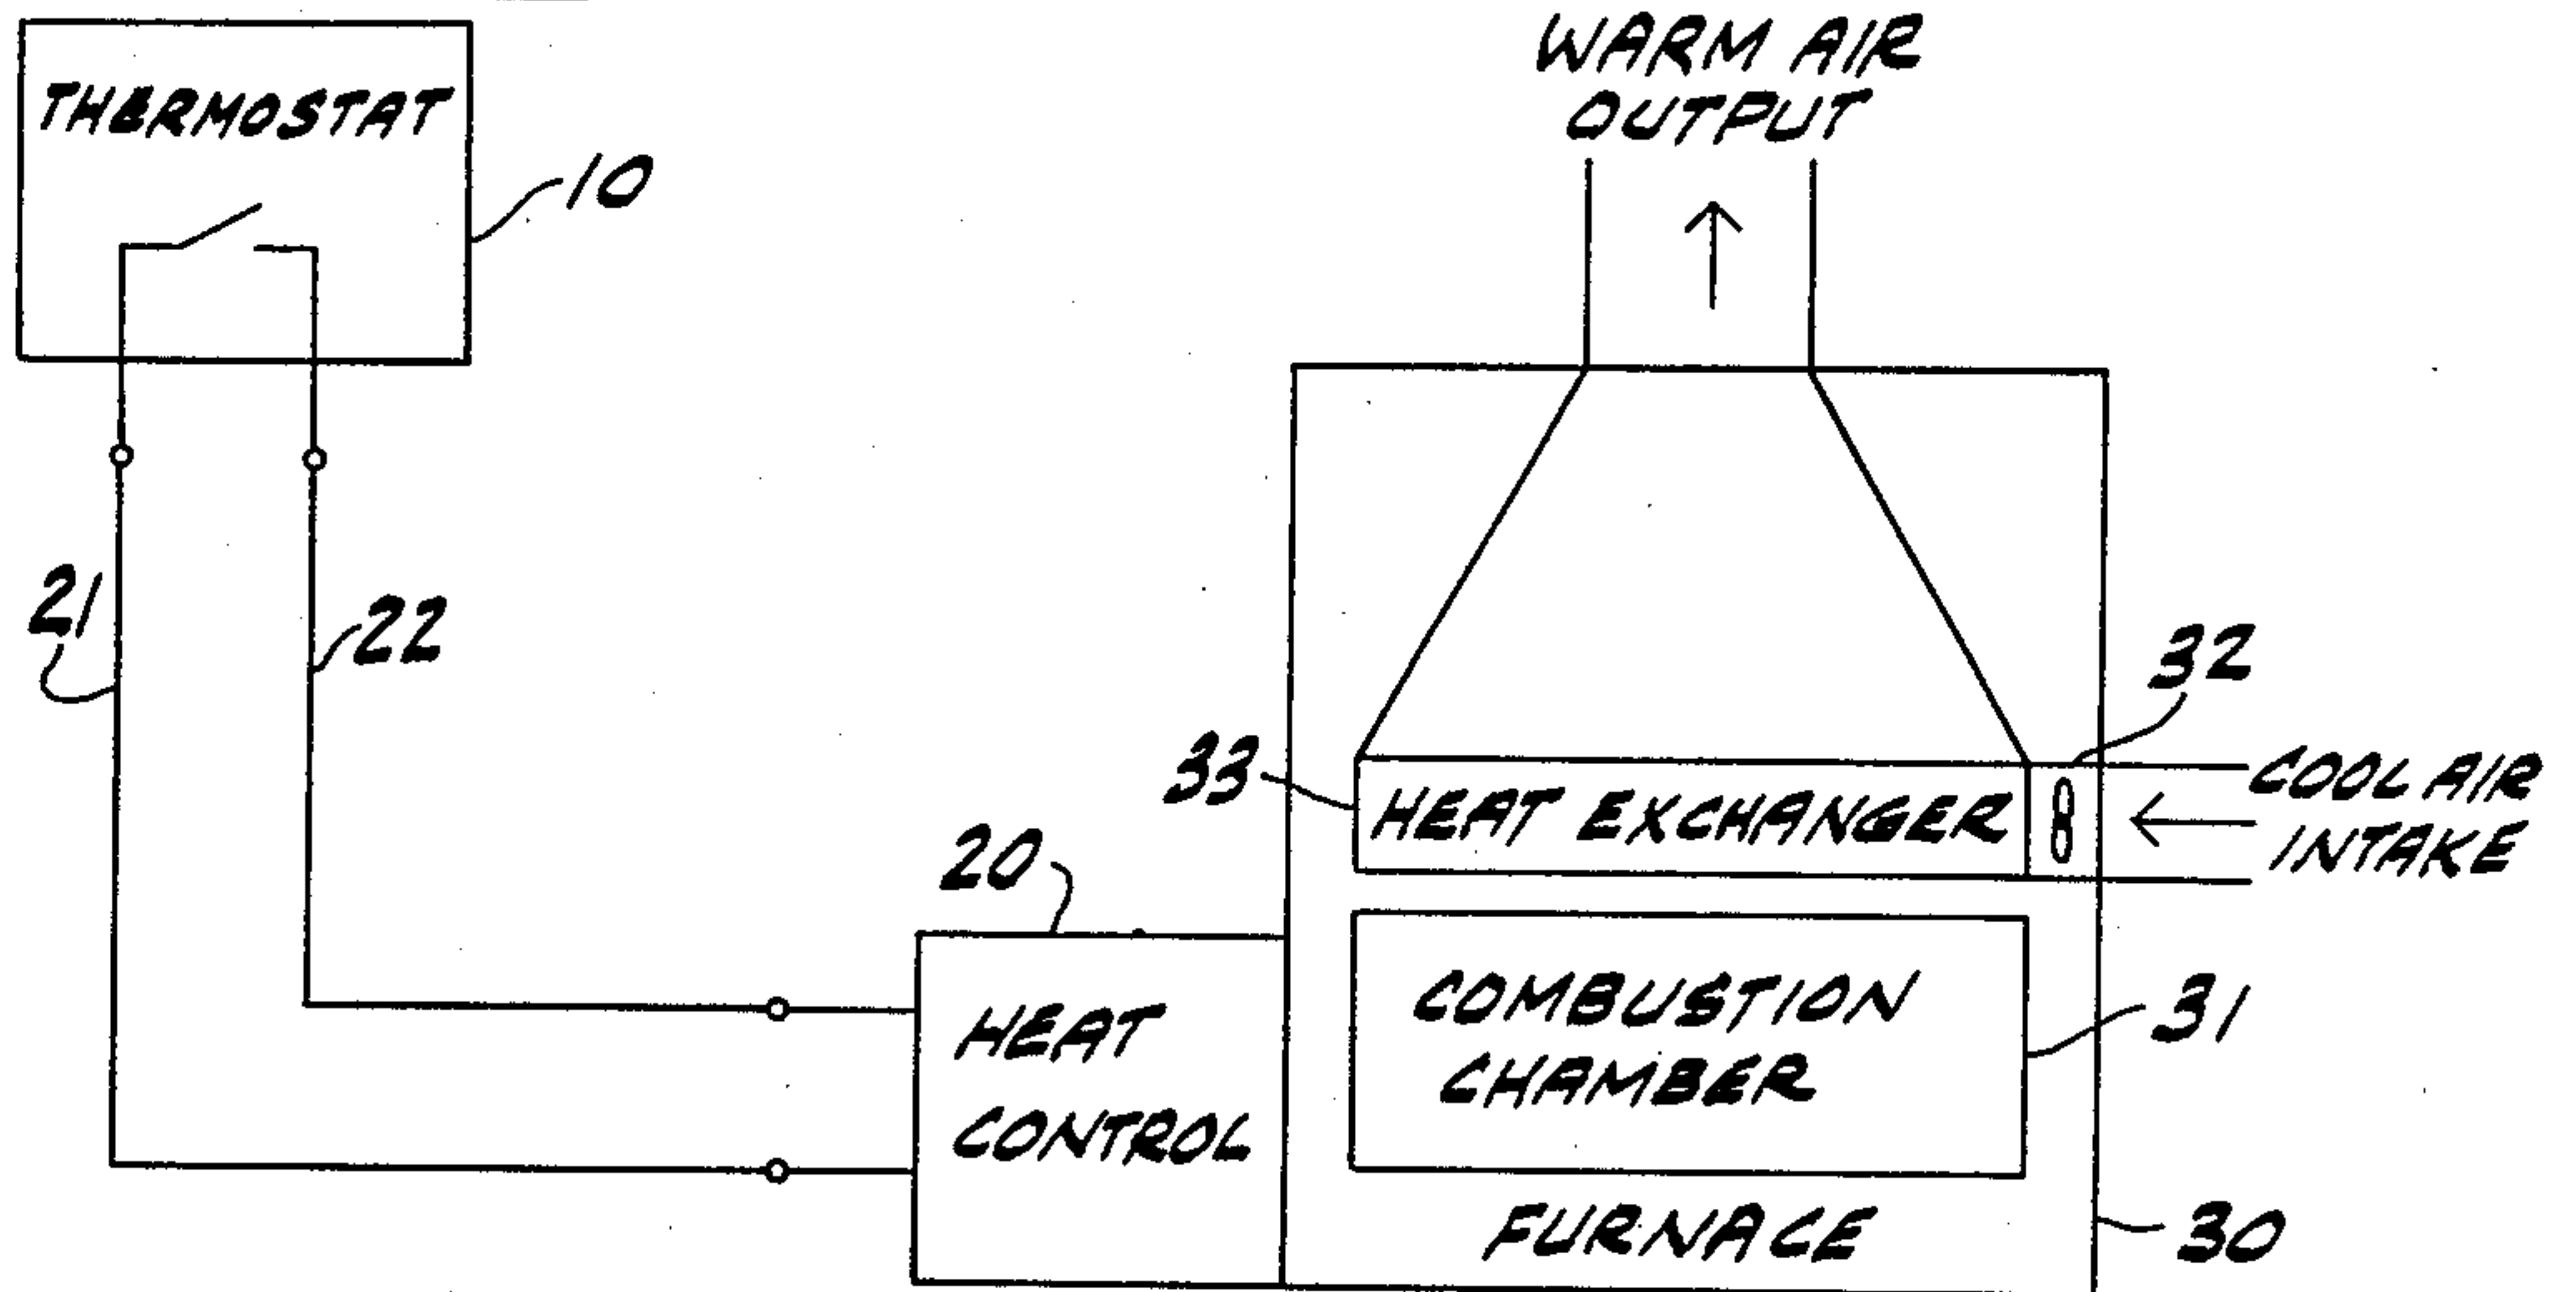 THERMOSTAT
10
WARM AIR
OUTPUT
21
22
32
33
HEAT EXCHANGER
COOL AIR
INTAKE
20
HEAT
CONTROL
COMBUSTION
CHAMBER
31
FURNACE
30